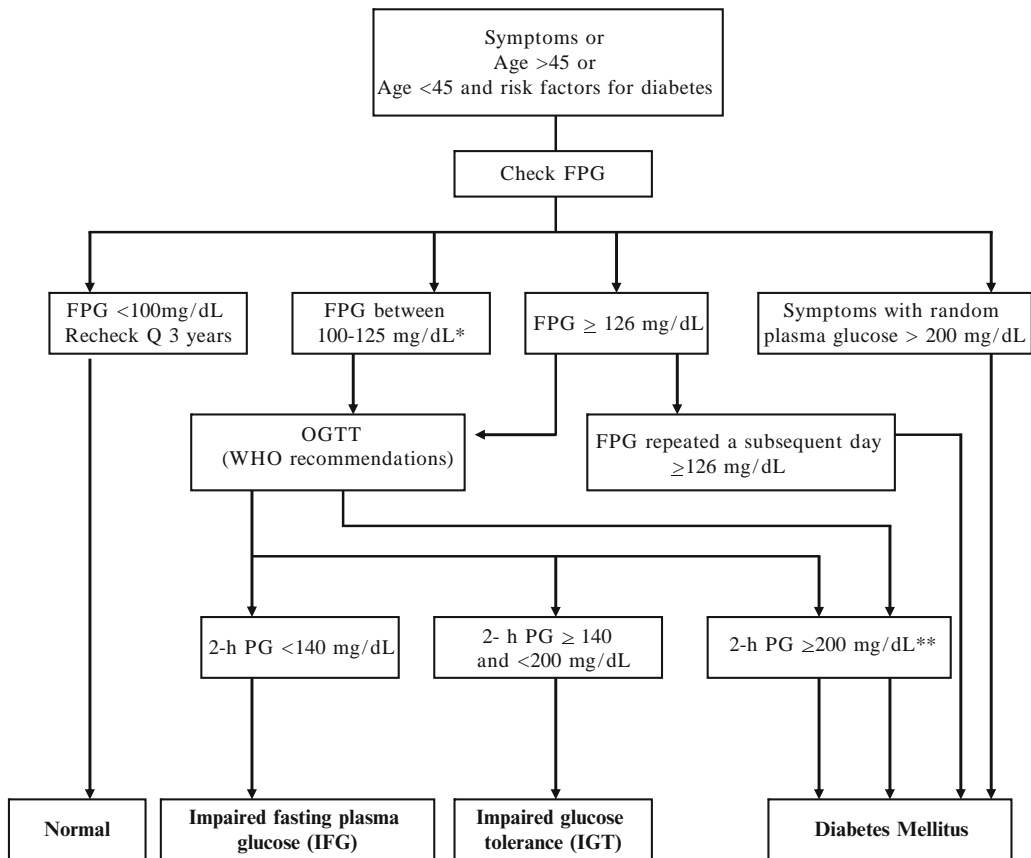 Symptoms or
Age >45 or
Age <45 and risk factors for diabetes
Check FPG
FPG <100mg/dL
Recheck Q 3 years
FPG between
100-125 mg/dL*
FPG ≥ 126 mg/dL
Symptoms with random
plasma glucose > 200 mg/dL
OGTT
(WHO recommendations)
FPG repeated a subsequent day
≥126 mg/dL
2-h PG <140 mg/dL
2- h PG ≥ 140
and <200 mg/dL
2-h PG ≥200 mg/dL**
Normal
Impaired fasting plasma
glucose (IFG)
Impaired glucose
tolerance (IGT)
Diabetes Mellitus